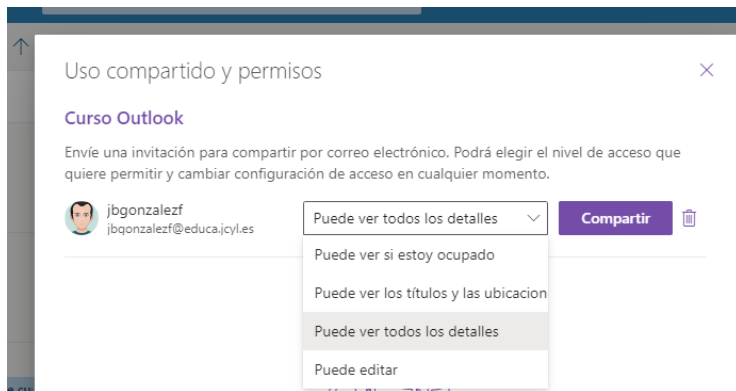 Uso compartido y permisos
Curso Outlook
Envíe una invitación para compartir por correo electrónico. Podrá elegir el nivel de acceso que
quiere permitir y cambiar configuración de acceso en cualquier momento.
jbgonzalezf
jbgonzalezf@educa.jcyl.es
Puede ver todos los detalles
Compartir
Puede ver si estoy ocupado
Puede ver los títulos y las ubicacion
Puede ver todos los detalles
Puede editar